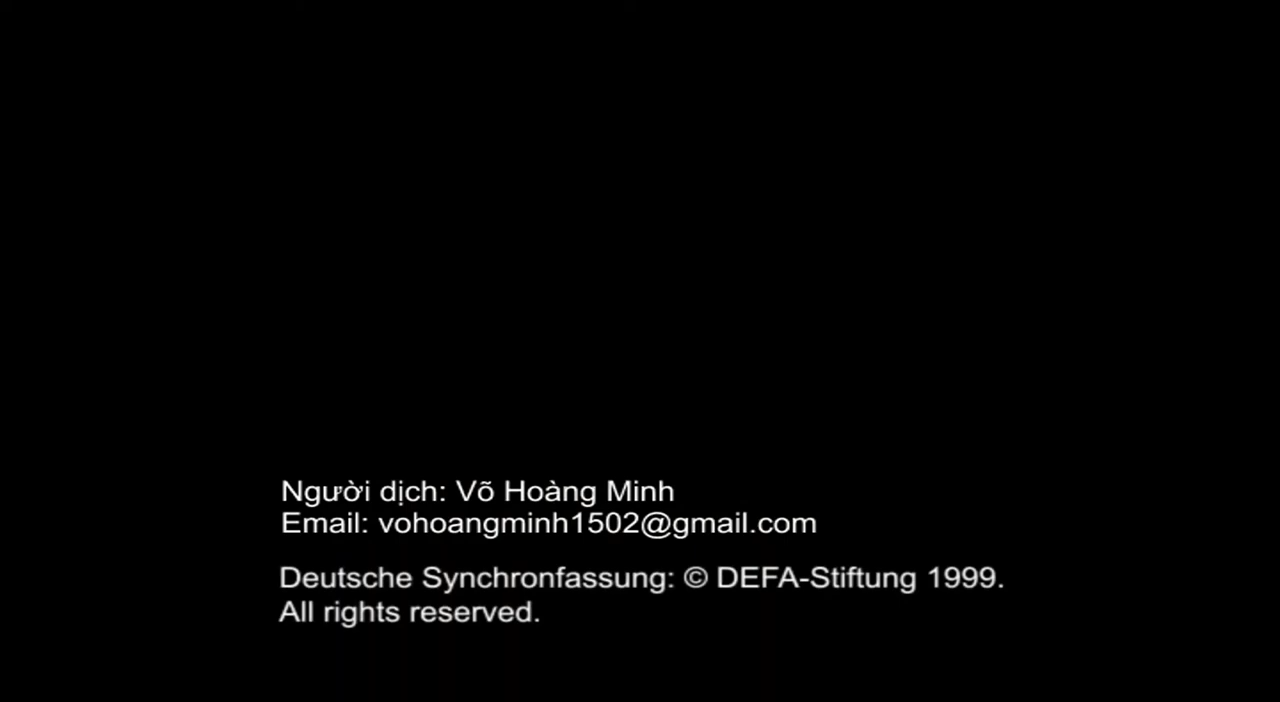 Người dịch: Võ Hoàng Minh
Email: vohoangminh1502@gmail.com
Deutsche Synchronfassung: © DEFA-Stiftung 1999.
All rights reserved.